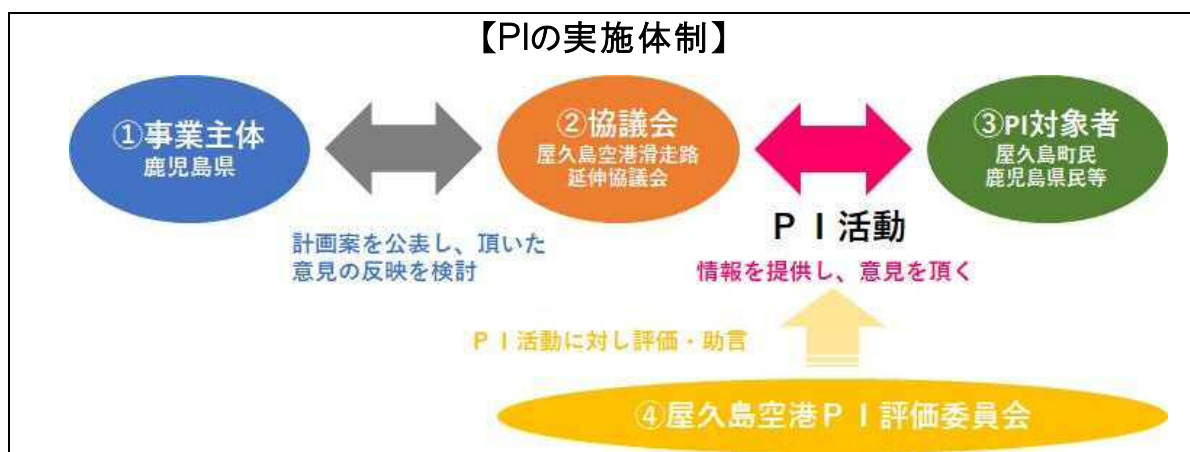 【PIの実施体制】
①事業主体
鹿児島県
②協議会
屋久島空港滑走路
延伸協議会
③PI対象者
屋久島町民
鹿児島県民等
計画案を公表し、頂いた
意見の反映を検討
ＰＩ活動
情報を提供し、意見を頂く
ＰＩ活動に対し評価・助言
④屋久島空港ＰＩ評価委員会